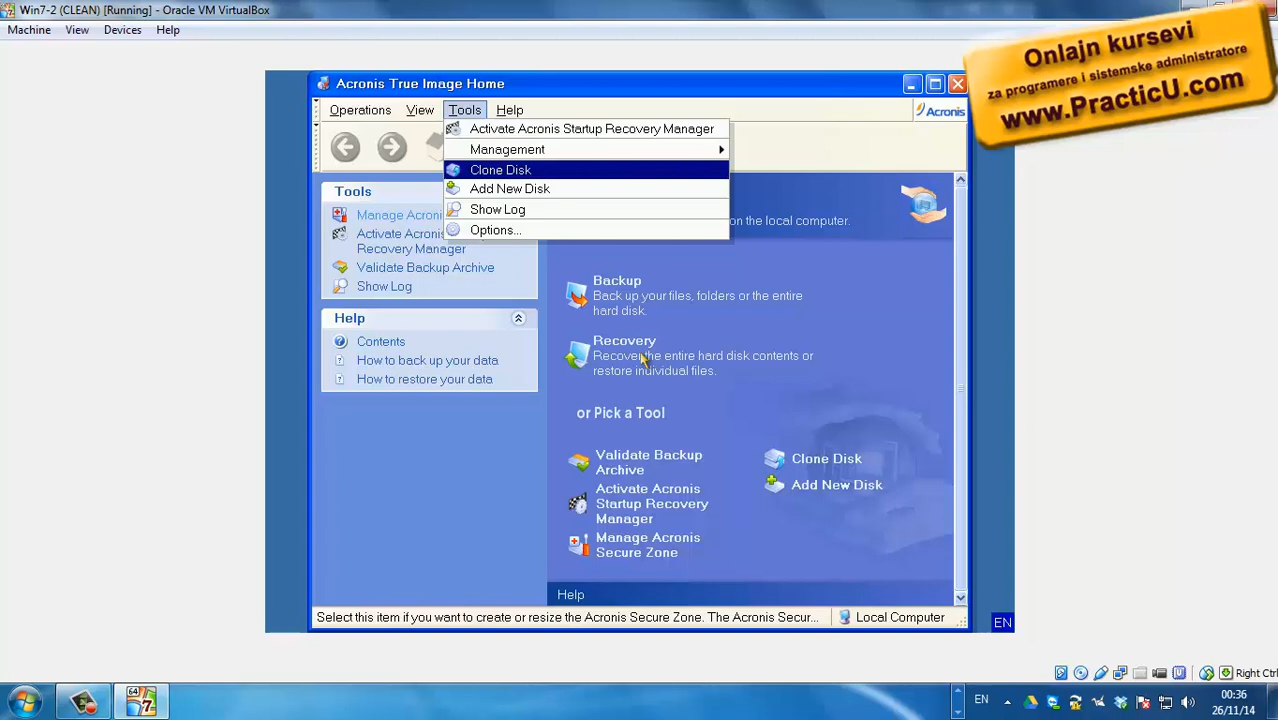 Win7-2 (CLEAN) [Running] - Oracle VM VirtualBox
Machine View Devices Help
Onlajn kursevi
za programere i sistemske administratore
www.PracticU.com
Acronis True Image Home
Operations View Tools Help
Acronis
Activate Acronis Startup Recovery Manager
Management
Clone Disk
Add New Disk
Show Log
Options...
Tools
Manage Acroni
Activate Acronis
Recovery Manager
Validate Backup Archive
Show Log
Help
Contents
How to back up your data
How to restore your data
on the local computer.
Backup
Back up your files, folders or the entire
hard disk.
Recovery
Recover the entire hard disk contents or
restore individual files.
or Pick a Tool
Validate Backup
Archive
Activate Acronis
Startup Recovery
Manager
Manage Acronis
Secure Zone
Clone Disk
Add New Disk
Help
Select this item if you want to create or resize the Acronis Secure Zone. The Acronis Secur...
Local Computer
EN
Right Ctrl
64
7
EN
00:36
26/11/14